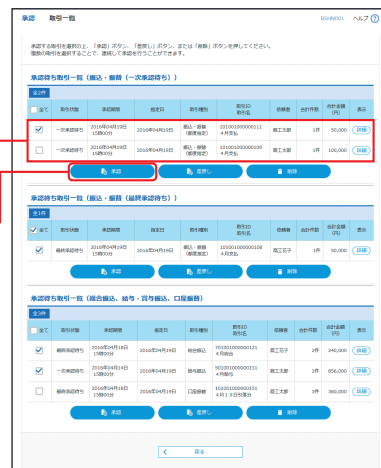 承認 取引一覧 BSHN001 ヘルプ ?
承認する取引を選択の上、「承認」ボタン、「差戻し」ボタン、または「削除」ボタンを押してください。
複数の取引を選択することで、連続して承認を行うことができます。
承認待ち取引一覧（振込・振替（一次承認待ち））
全2件
全て 取引状態 承認期限 指定日 取引種別 取引ID 取引名 依頼者 合計件数 合計金額(円) 表示
一次承認待ち 2016年04月19日 15時00分 2016年04月19日 振込・振替 (都度指定) 101001000000111 4月支払 商工太郎 1件 50,000 詳細
一次承認待ち 2016年04月19日 15時00分 2016年04月19日 振込・振替 (都度指定) 101001000000109 4月支払 商工太郎 1件 100,000 詳細
承認 差戻し 削除
承認待ち取引一覧（振込・振替（最終承認待ち））
全1件
全て 取引状態 承認期限 指定日 取引種別 取引ID 取引名 依頼者 合計件数 合計金額(円) 表示
最終承認待ち 2016年04月19日 15時00分 2016年04月19日 振込・振替 (都度指定) 101001000000108 4月支払 商工花子 1件 50,000 詳細
承認 差戻し 削除
承認待ち取引一覧（総合振込、給与・賞与振込、口座振替）
全3件
全て 取引状態 承認期限 指定日 取引種別 取引ID 取引名 依頼者 合計件数 合計金額(円) 表示
最終承認待ち 2016年04月18日 15時00分 2016年04月19日 総合振込 701001000000121 4月総合 商工花子 2件 240,000 詳細
一次承認待ち 2016年04月14日 15時00分 2016年04月19日 給与振込 501001000000131 4月給与 商工太郎 2件 856,000 詳細
最終承認待ち 2016年04月18日 15時00分 2016年04月19日 口座振替 101001000000151 4月19日引落分 商工太郎 3件 360,000 詳細
承認 差戻し 削除
戻る